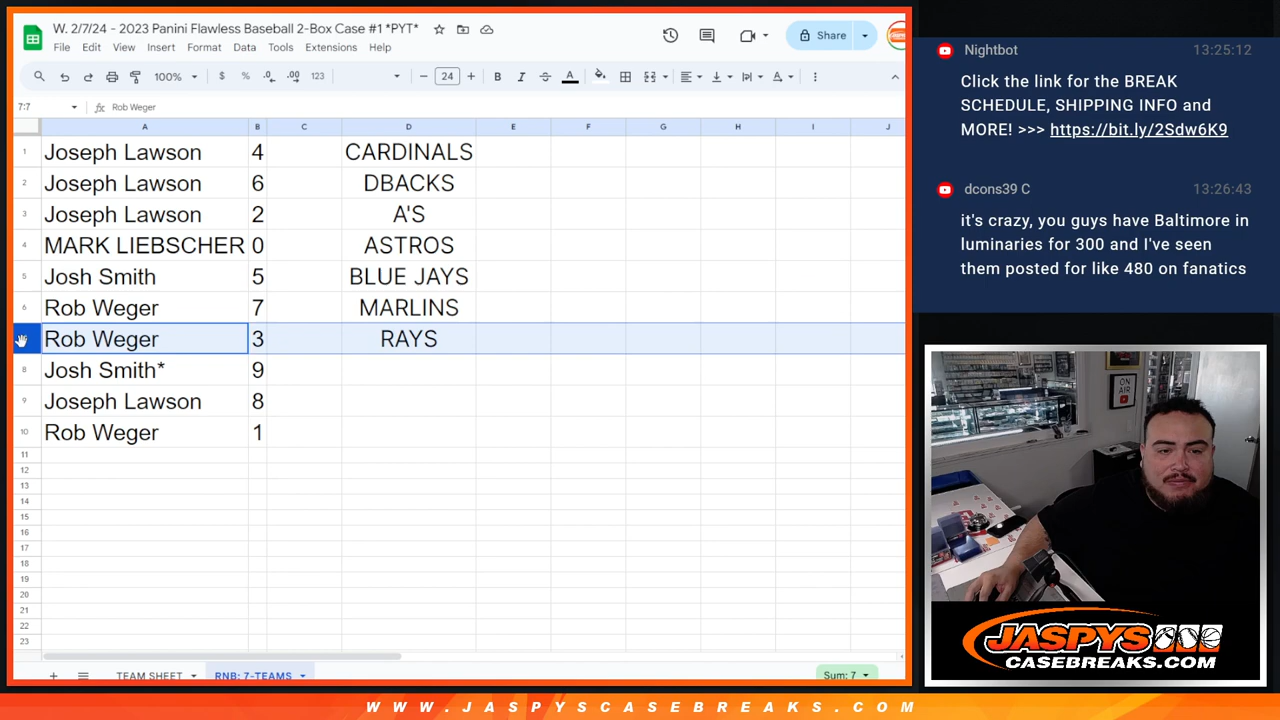 W. 2/7/24 - 2023 Panini Flawless Baseball 2-Box Case #1 *PYT*
File Edit View Insert Format Data Tools Extensions Help
Share
100% $ % .0 .00 123 24 B I A
7:7 fx Rob Weger
A B C D E F G H I J
1 Joseph Lawson 4 CARDINALS
2 Joseph Lawson 6 DBACKS
3 Joseph Lawson 2 A'S
4 MARK LIEBSCHER 0 ASTROS
5 Josh Smith 5 BLUE JAYS
6 Rob Weger 7 MARLINS
Rob Weger 3 RAYS
8 Josh Smith* 9
9 Joseph Lawson 8
10 Rob Weger 1
11
12
13
14
15
16
17
18
19
20
21
22
23
TEAM SHEET RNB: 7-TEAMS Sum: 7
Nightbot 13:25:12
Click the link for the BREAK
SCHEDULE, SHIPPING INFO and
MORE! >>> https://bit.ly/2Sdw6K9
dcons39 C 13:26:43
it's crazy, you guys have Baltimore in
luminaries for 300 and I've seen
them posted for like 480 on fanatics
ON
AIR
JASPYS
CASEBREAKS.COM
WWW.JASPYSCASEBREAKS.COM